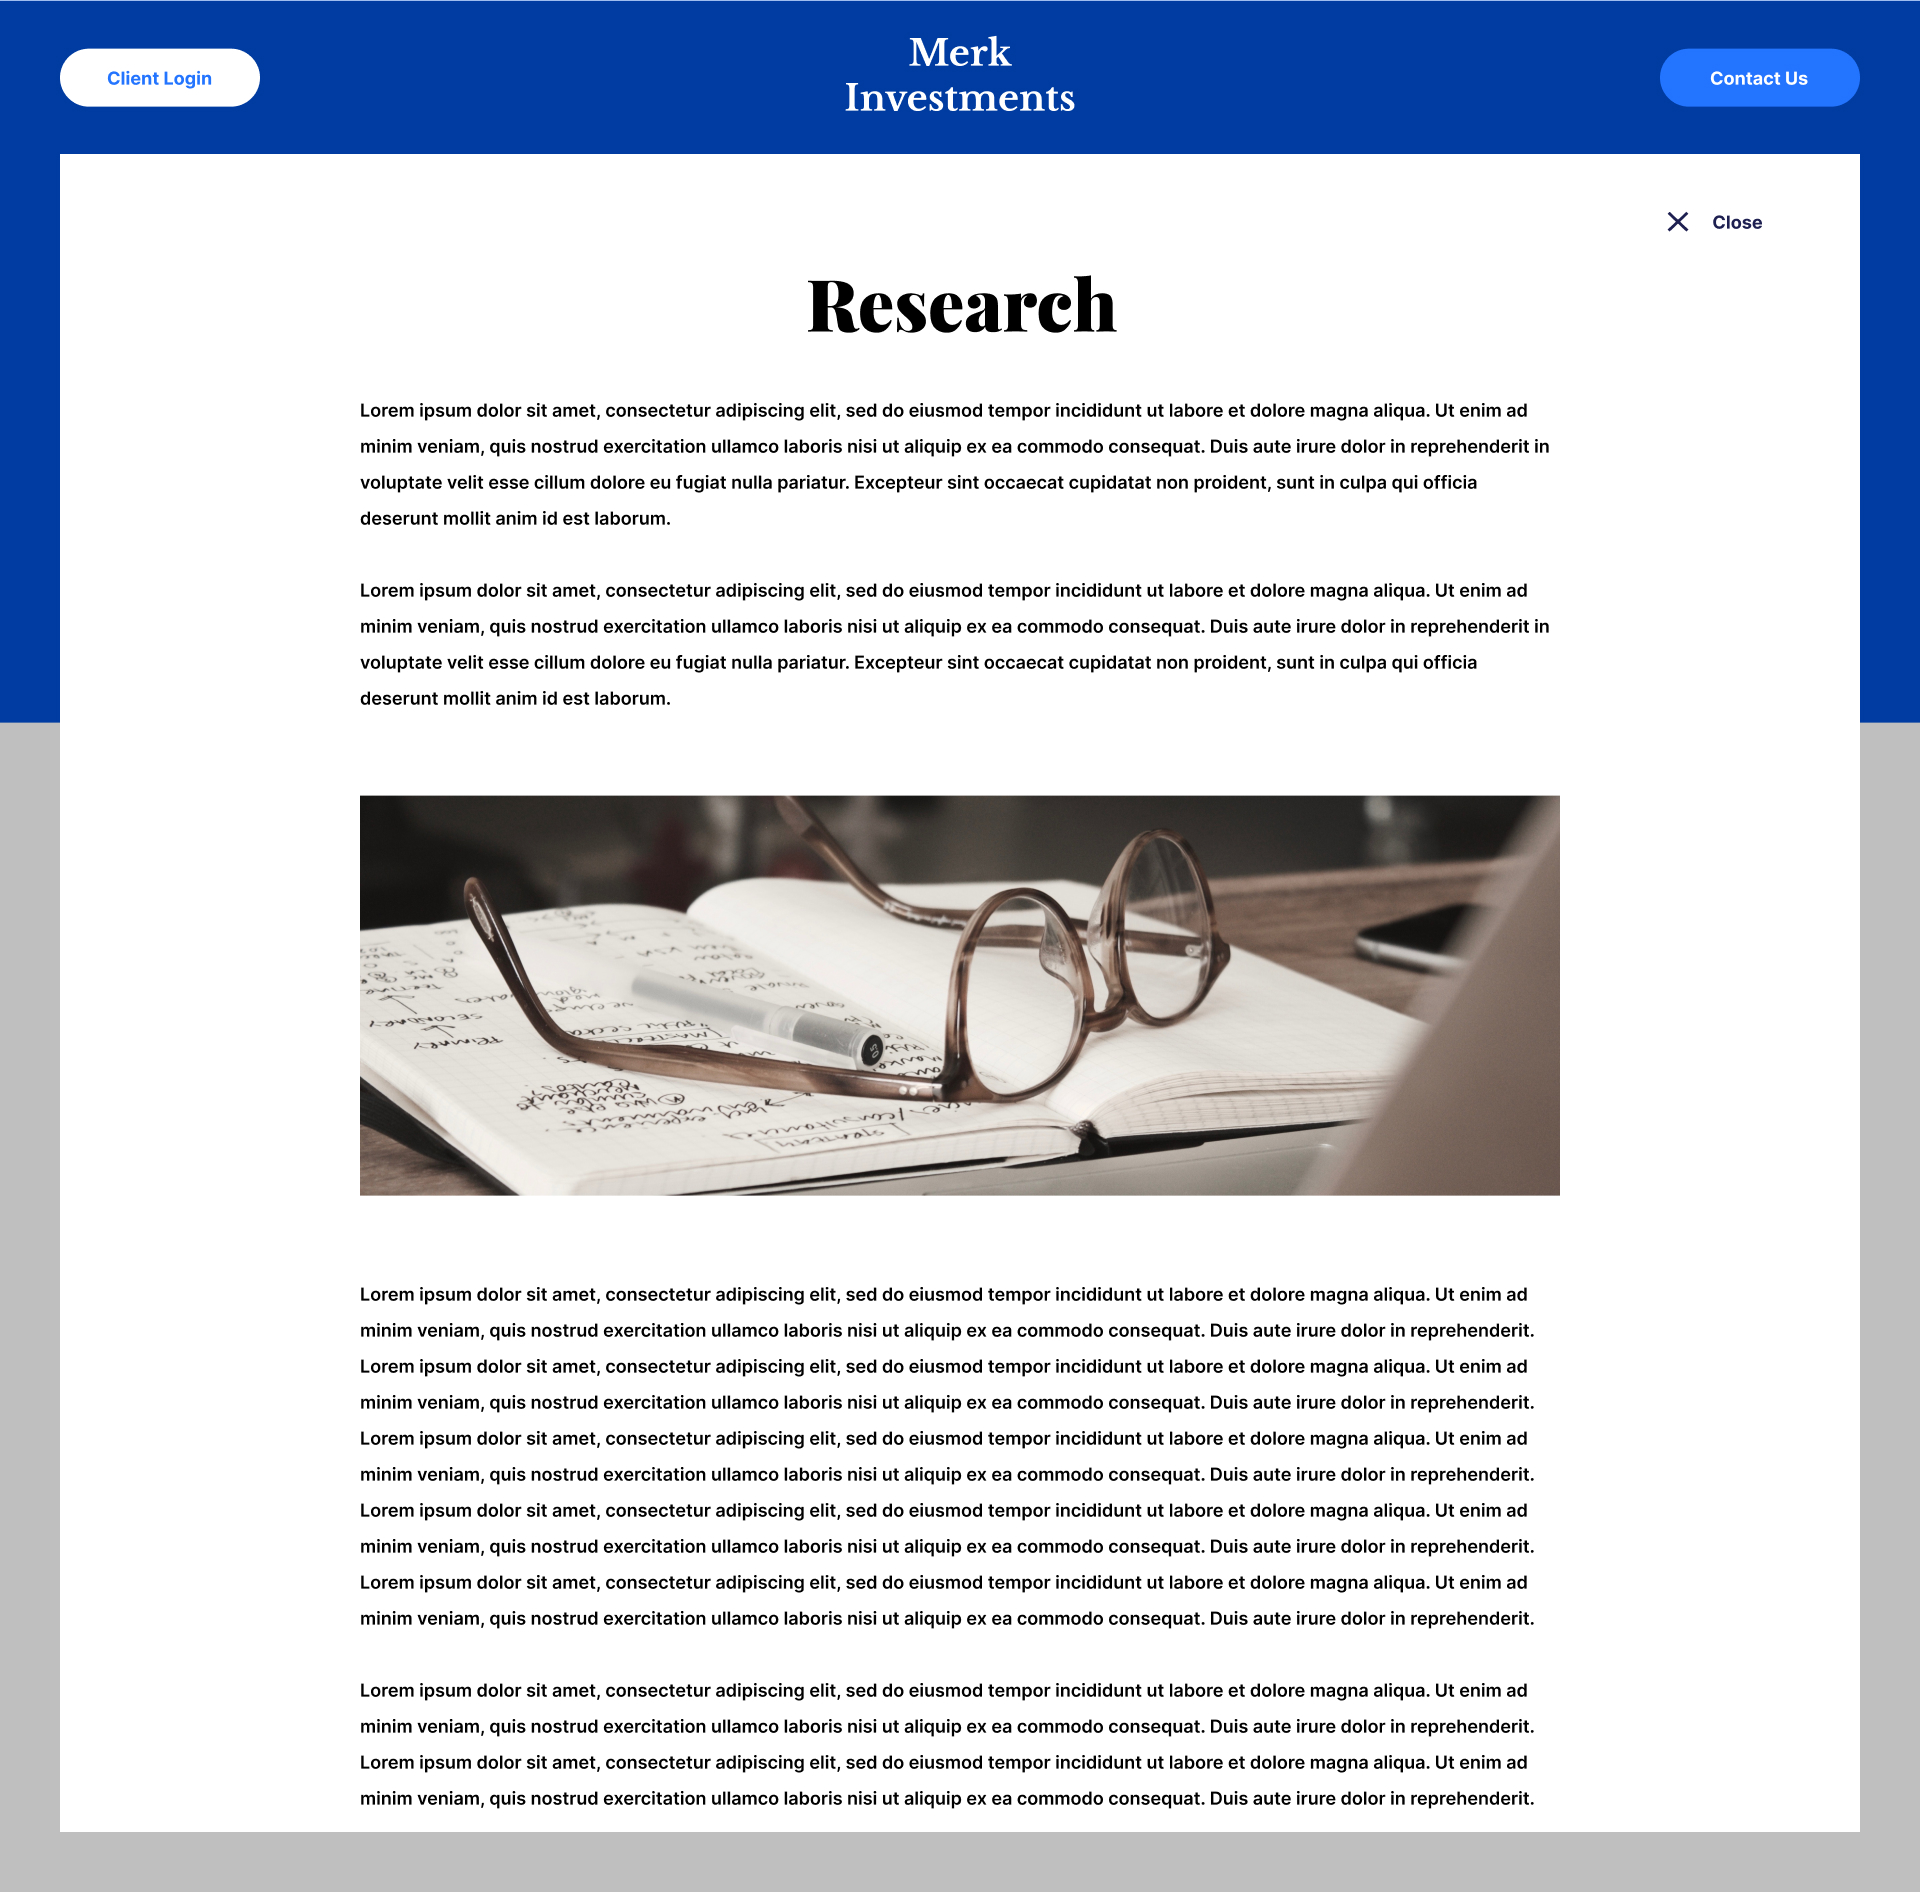 Client Login
Merk
Investments
Contact Us
Close
Research
Lorem ipsum dolor sit amet, consectetur adipiscing elit, sed do eiusmod tempor incididunt ut labore et dolore magna aliqua. Ut enim ad
minim veniam, quis nostrud exercitation ullamco laboris nisi ut aliquip ex ea commodo consequat. Duis aute irure dolor in reprehenderit in
voluptate velit esse cillum dolore eu fugiat nulla pariatur. Excepteur sint occaecat cupidatat non proident, sunt in culpa qui officia
deserunt mollit anim id est laborum.
Lorem ipsum dolor sit amet, consectetur adipiscing elit, sed do eiusmod tempor incididunt ut labore et dolore magna aliqua. Ut enim ad
minim veniam, quis nostrud exercitation ullamco laboris nisi ut aliquip ex ea commodo consequat. Duis aute irure dolor in reprehenderit in
voluptate velit esse cillum dolore eu fugiat nulla pariatur. Excepteur sint occaecat cupidatat non proident, sunt in culpa qui officia
deserunt mollit anim id est laborum.
Lorem ipsum dolor sit amet, consectetur adipiscing elit, sed do eiusmod tempor incididunt ut labore et dolore magna aliqua. Ut enim ad
minim veniam, quis nostrud exercitation ullamco laboris nisi ut aliquip ex ea commodo consequat. Duis aute irure dolor in reprehenderit.
Lorem ipsum dolor sit amet, consectetur adipiscing elit, sed do eiusmod tempor incididunt ut labore et dolore magna aliqua. Ut enim ad
minim veniam, quis nostrud exercitation ullamco laboris nisi ut aliquip ex ea commodo consequat. Duis aute irure dolor in reprehenderit.
Lorem ipsum dolor sit amet, consectetur adipiscing elit, sed do eiusmod tempor incididunt ut labore et dolore magna aliqua. Ut enim ad
minim veniam, quis nostrud exercitation ullamco laboris nisi ut aliquip ex ea commodo consequat. Duis aute irure dolor in reprehenderit.
Lorem ipsum dolor sit amet, consectetur adipiscing elit, sed do eiusmod tempor incididunt ut labore et dolore magna aliqua. Ut enim ad
minim veniam, quis nostrud exercitation ullamco laboris nisi ut aliquip ex ea commodo consequat. Duis aute irure dolor in reprehenderit.
Lorem ipsum dolor sit amet, consectetur adipiscing elit, sed do eiusmod tempor incididunt ut labore et dolore magna aliqua. Ut enim ad
minim veniam, quis nostrud exercitation ullamco laboris nisi ut aliquip ex ea commodo consequat. Duis aute irure dolor in reprehenderit.
Lorem ipsum dolor sit amet, consectetur adipiscing elit, sed do eiusmod tempor incididunt ut labore et dolore magna aliqua. Ut enim ad
minim veniam, quis nostrud exercitation ullamco laboris nisi ut aliquip ex ea commodo consequat. Duis aute irure dolor in reprehenderit.
Lorem ipsum dolor sit amet, consectetur adipiscing elit, sed do eiusmod tempor incididunt ut labore et dolore magna aliqua. Ut enim ad
minim veniam, quis nostrud exercitation ullamco laboris nisi ut aliquip ex ea commodo consequat. Duis aute irure dolor in reprehenderit.